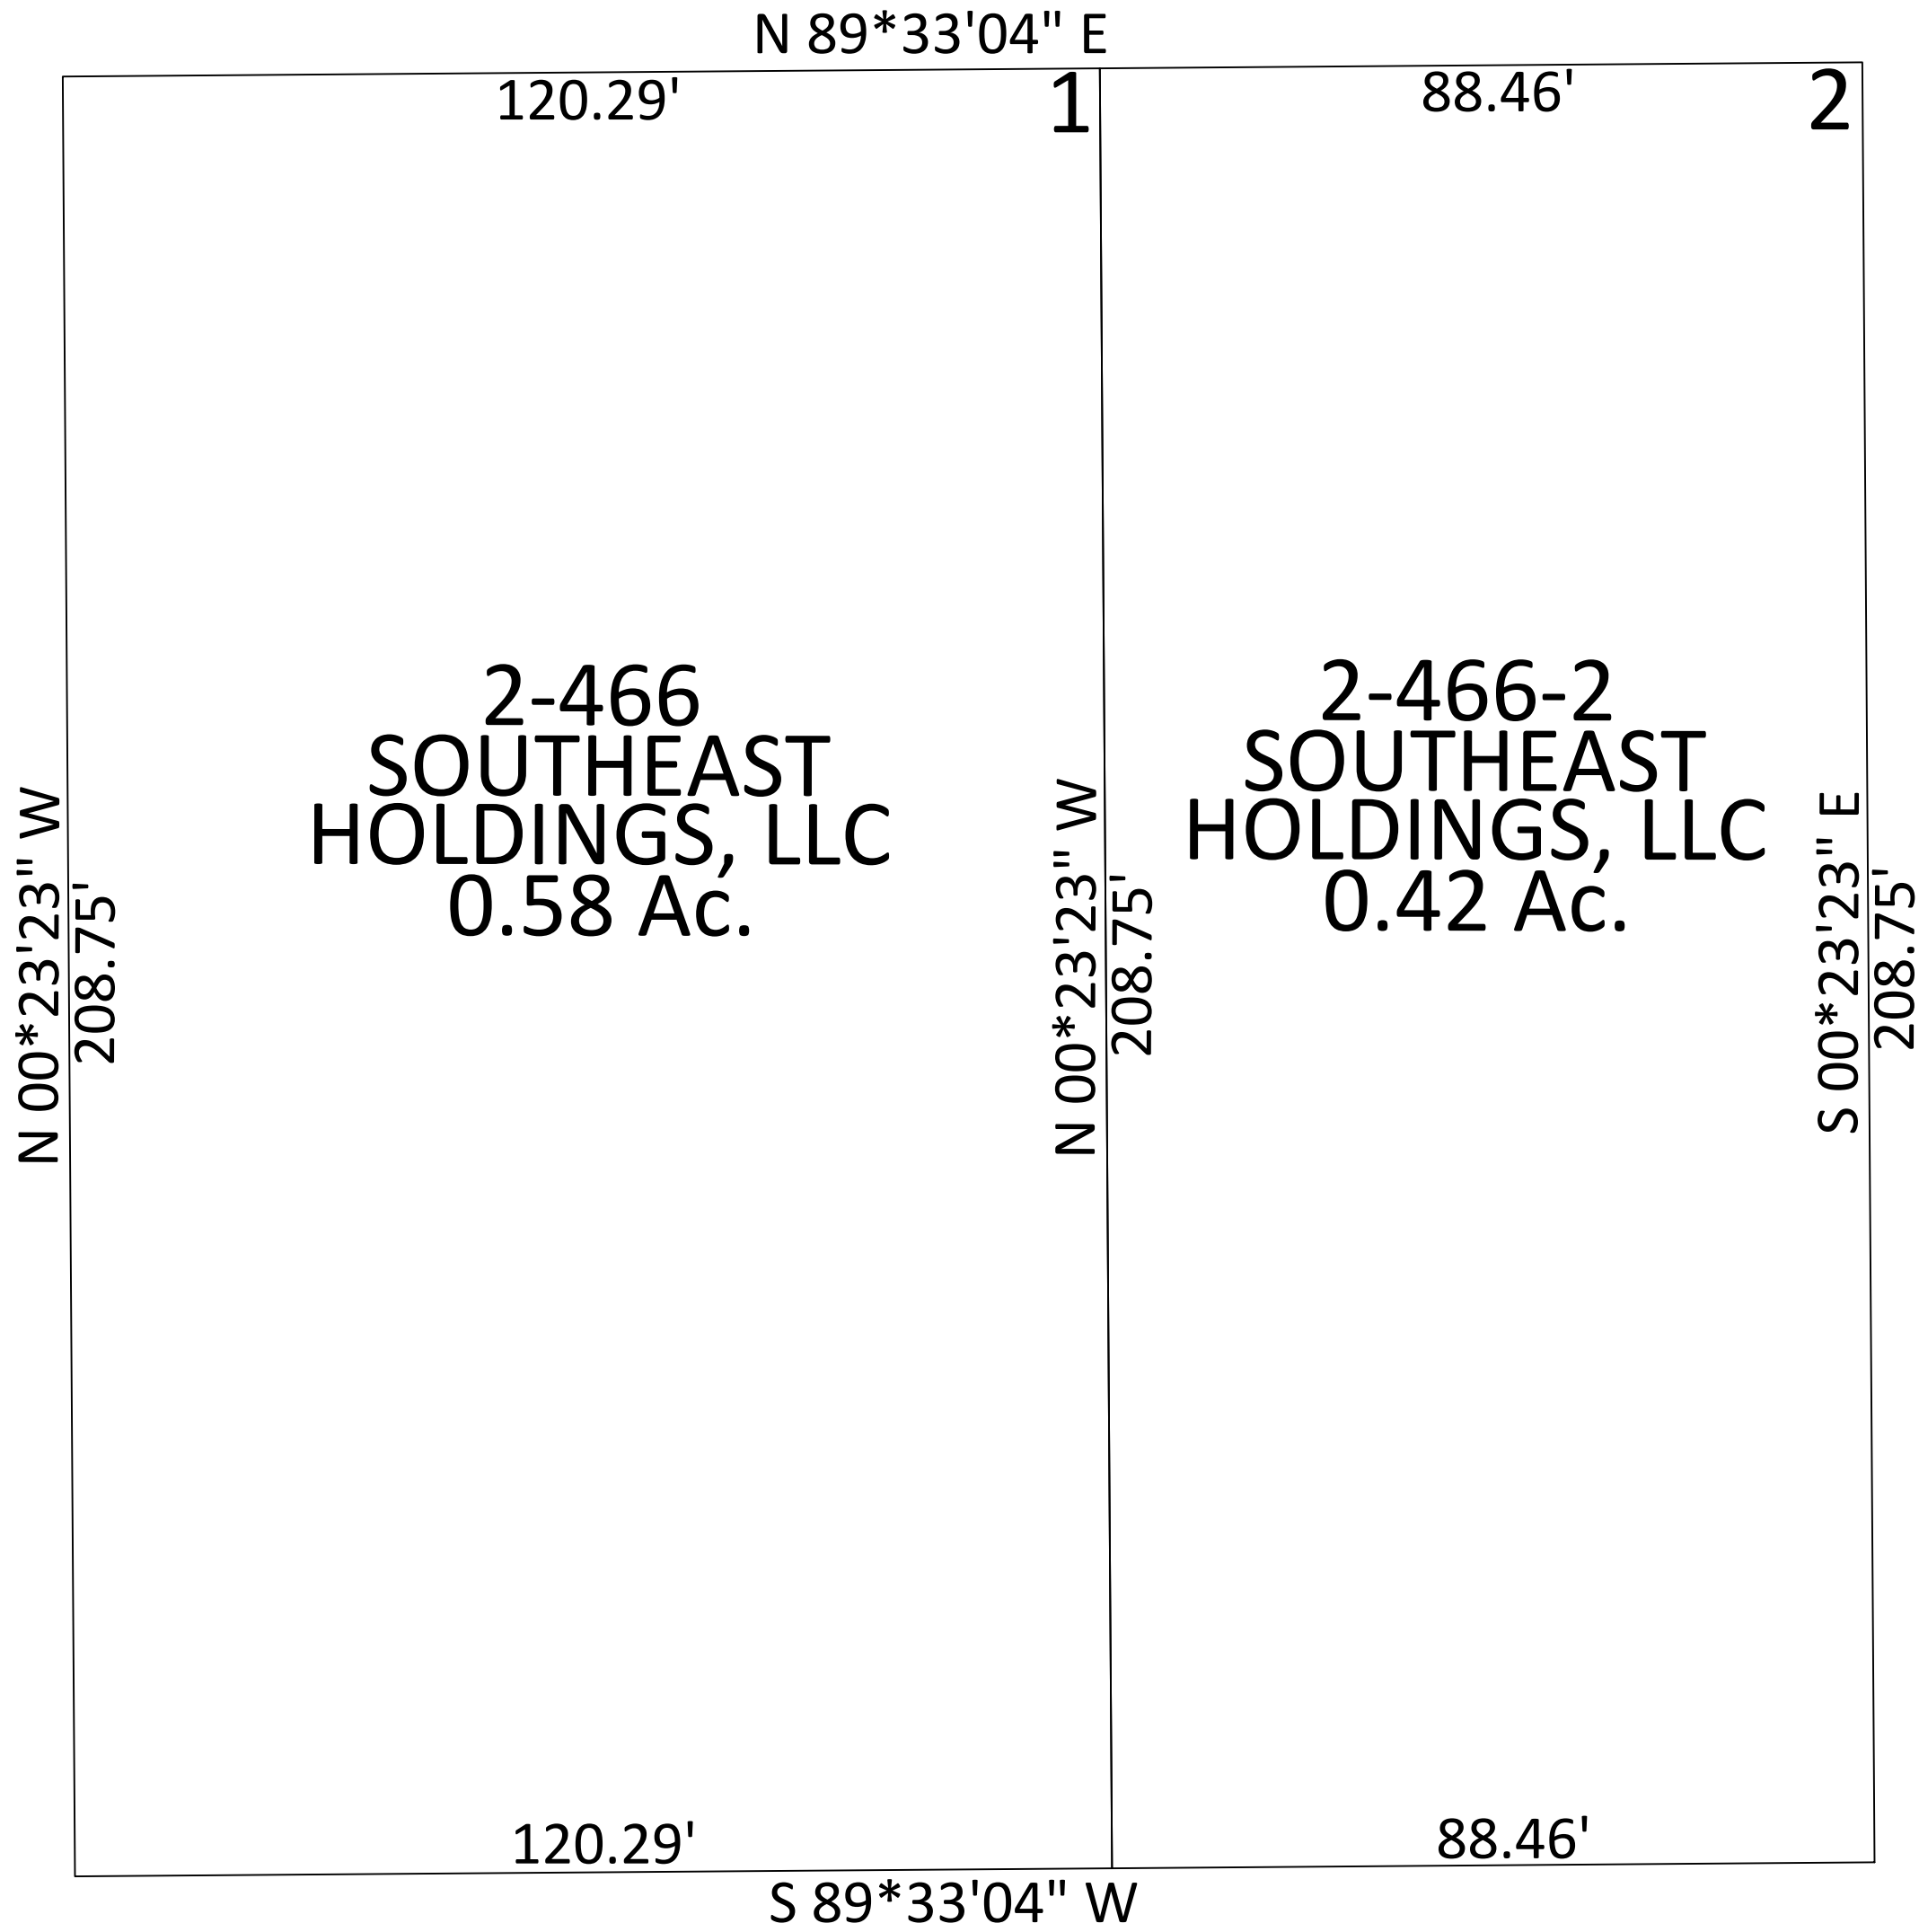 N 89*33'04" E
120.29'
1
88.46'
2
2-466
SOUTHEAST
HOLDINGS, LLC
0.58 Ac.
2-466-2
SOUTHEAST
HOLDINGS, LLC
0.42 Ac.
N 00*23'23" W
208.75'
N 00*23'23" W
208.75'
S 00*23'23" E
208.75'
120.29'
88.46'
S 89*33'04" W